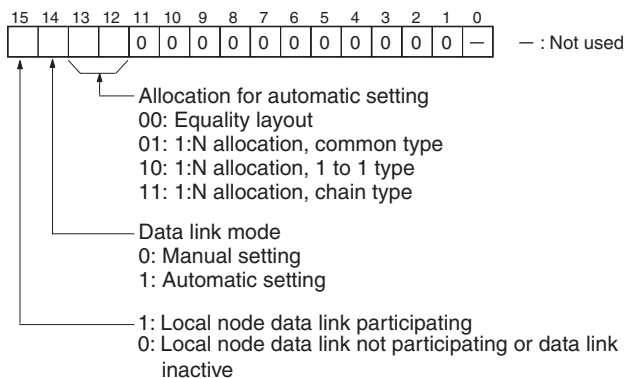 15 14 13 12 11 10 9 8 7 6 5 4 3 2 1 0
0 0 0 0 0 0 0 0 0 0 0 – – : Not used
Allocation for automatic setting
00: Equality layout
01: 1:N allocation, common type
10: 1:N allocation, 1 to 1 type
11: 1:N allocation, chain type
Data link mode
0: Manual setting
1: Automatic setting
1: Local node data link participating
0: Local node data link not participating or data link
inactive